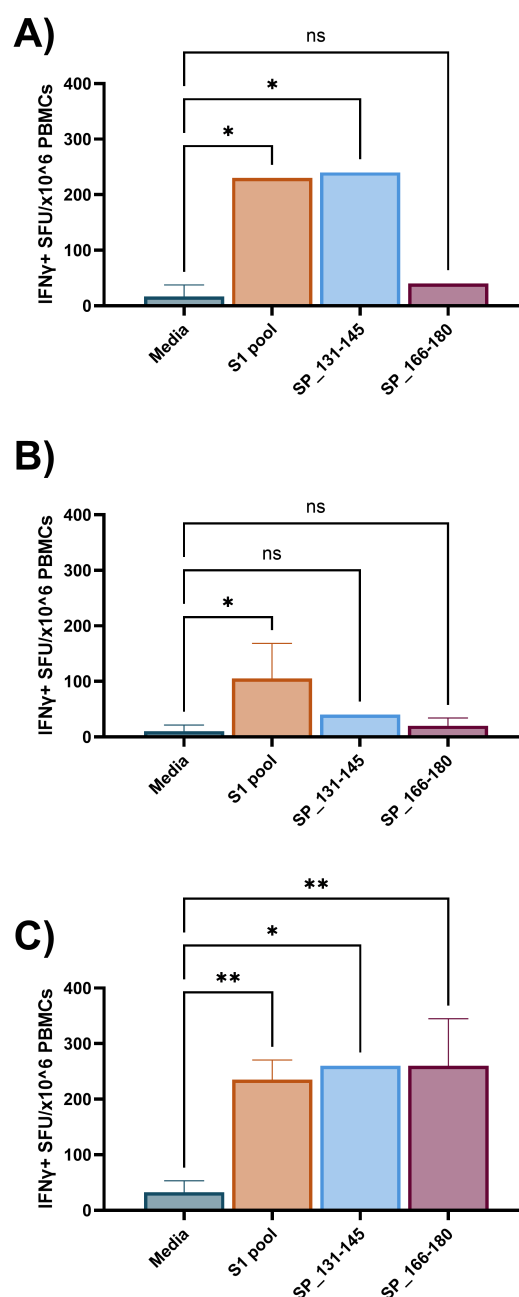 A)
ns
*
*
IFNγ+ SFU/x10^6 PBMCs
400
300
200
100
0
Media
S1 pool
SP_131-145
SP_166-180
B)
ns
ns
*
IFNγ+ SFU/x10^6 PBMCs
400
300
200
100
0
Media
S1 pool
SP_131-145
SP_166-180
C)
**
*
**
IFNγ+ SFU/x10^6 PBMCs
400
300
200
100
0
Media
S1 pool
SP_131-145
SP_166-180